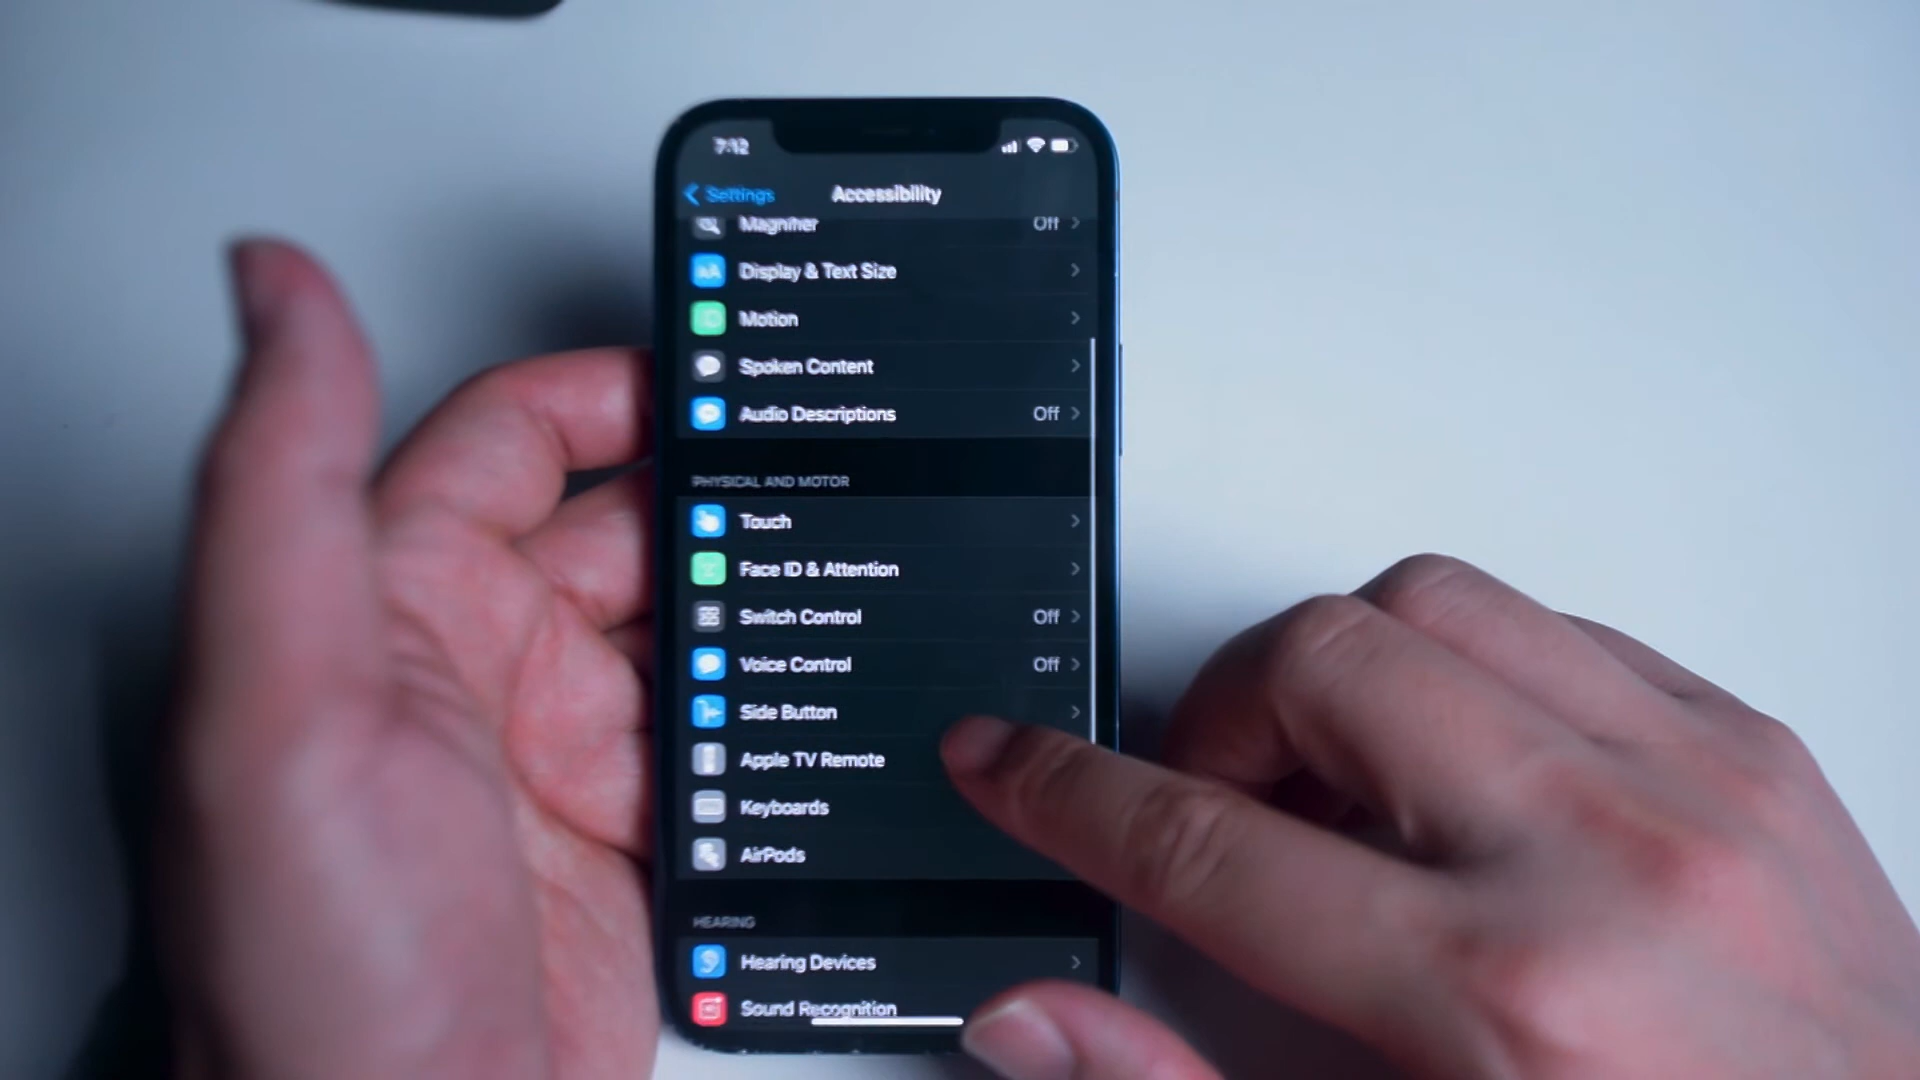 7:12
Settings Accessibility
Magnifier Off
AA Display & Text Size
Motion
Spoken Content
Audio Descriptions Off
PHYSICAL AND MOTOR
Touch
Face ID & Attention
Switch Control Off
Voice Control Off
Side Button
Apple TV Remote
Keyboards
AirPods
HEARING
Hearing Devices
Sound Recognition